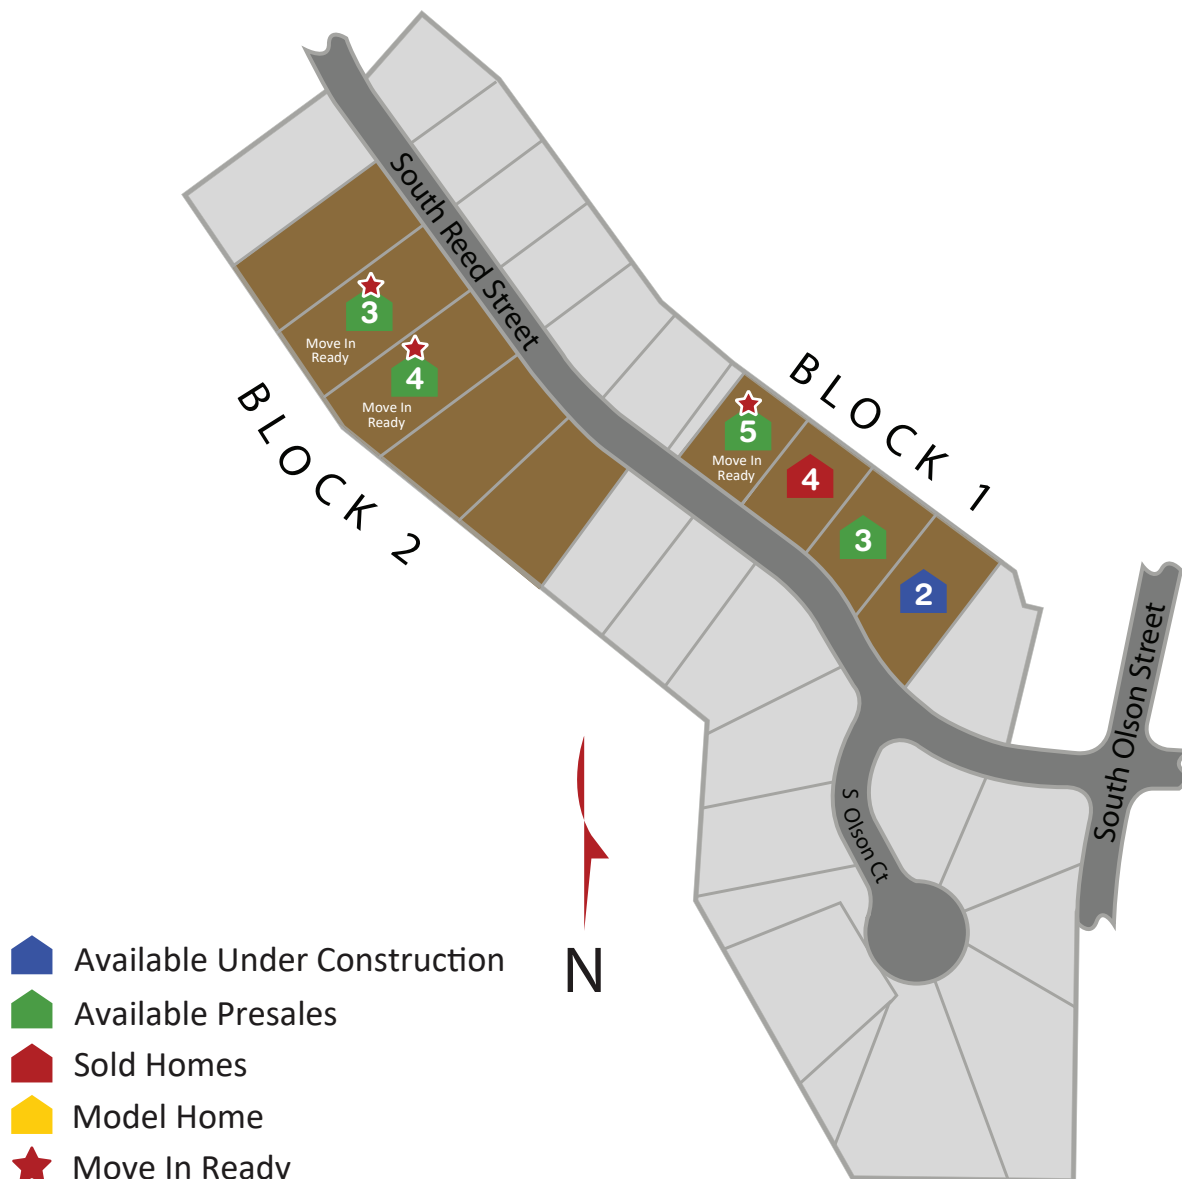 South Reed Street
3
Move In
Ready
4
Move In
Ready
BLOCK 2
BLOCK 1
5
Move In
Ready
4
3
2
South Olson Street
S Olson Ct
N
Available Under Construction
Available Presales
Sold Homes
Model Home
Move In Ready